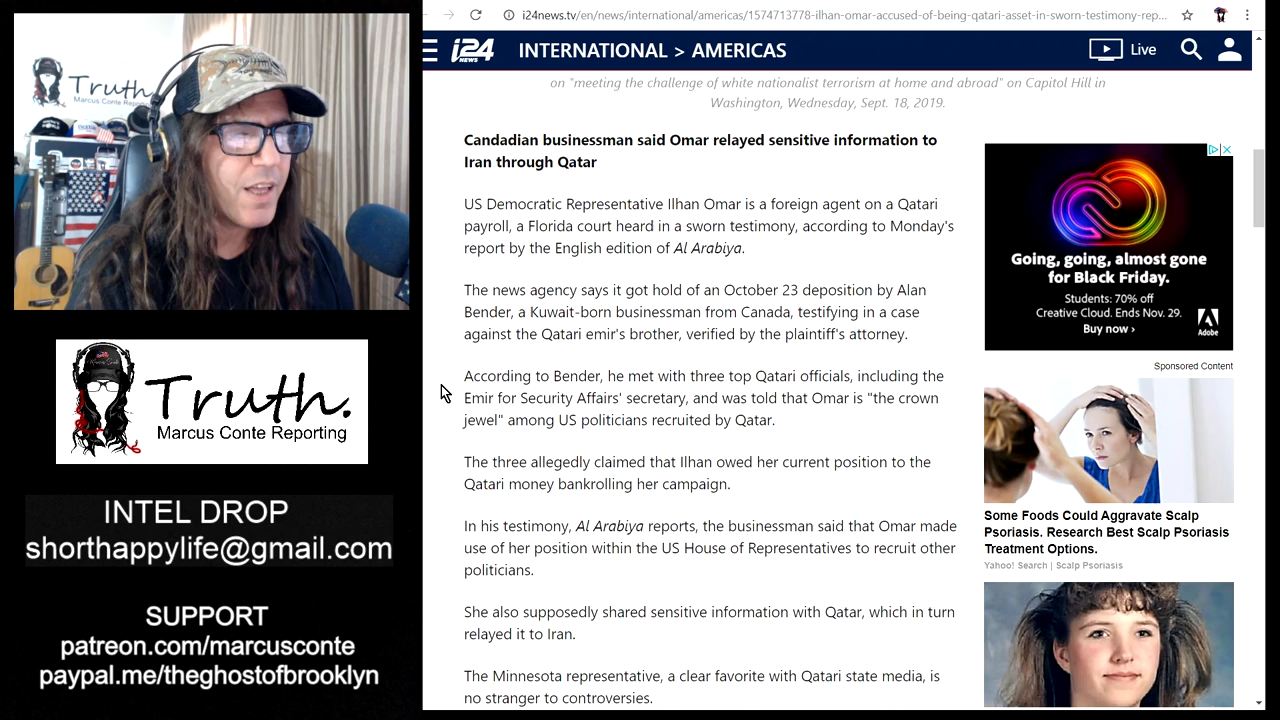 Truth.
Marcus Conte Reporting
Truth.
Marcus Conte Reporting
INTEL DROP
shorthappylife@gmail.com
SUPPORT
patreon.com/marcusconte
paypal.me/theghostofbrooklyn
i24news.tv/en/news/international/americas/1574713778-ilhan-omar-accused-of-being-qatari-asset-in-sworn-testimony-rep...
i24 NEWS
INTERNATIONAL > AMERICAS
Live
on "meeting the challenge of white nationalist terrorism at home and abroad" on Capitol Hill in
Washington, Wednesday, Sept. 18, 2019.
Candadian businessman said Omar relayed sensitive information to
Iran through Qatar
US Democratic Representative Ilhan Omar is a foreign agent on a Qatari
payroll, a Florida court heard in a sworn testimony, according to Monday's
report by the English edition of Al Arabiya.
The news agency says it got hold of an October 23 deposition by Alan
Bender, a Kuwait-born businessman from Canada, testifying in a case
against the Qatari emir's brother, verified by the plaintiff's attorney.
According to Bender, he met with three top Qatari officials, including the
Emir for Security Affairs' secretary, and was told that Omar is "the crown
jewel" among US politicians recruited by Qatar.
The three allegedly claimed that Ilhan owed her current position to the
Qatari money bankrolling her campaign.
In his testimony, Al Arabiya reports, the businessman said that Omar made
use of her position within the US House of Representatives to recruit other
politicians.
She also supposedly shared sensitive information with Qatar, which in turn
relayed it to Iran.
The Minnesota representative, a clear favorite with Qatari state media, is
no stranger to controversies.
Going, going, almost gone
for Black Friday.
Students: 70% off
Creative Cloud. Ends Nov. 29.
Buy now ›
Adobe
Sponsored Content
Some Foods Could Aggravate Scalp
Psoriasis. Research Best Scalp Psoriasis
Treatment Options.
Yahoo! Search | Scalp Psoriasis